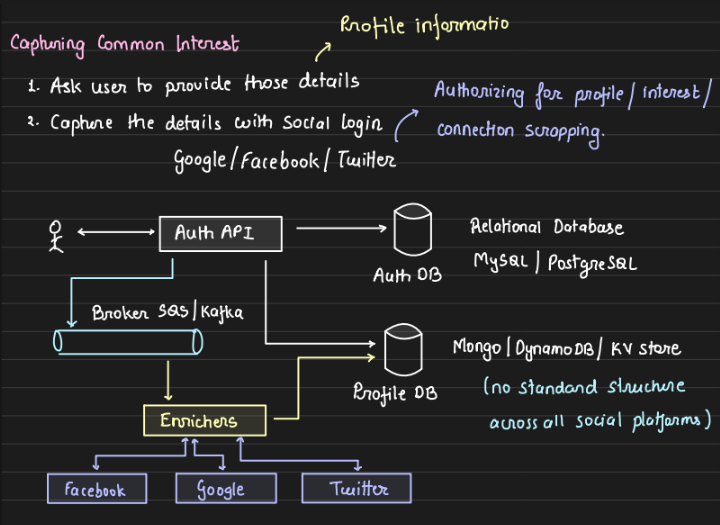 Profile informatio
Capturing Common Interest
1. Ask user to provide those details
Authorizing for profile/Interest/
2. Capture the details with Social Login
connection scrapping.
Google/Facebook/Twitter
Auth API
Relational Database
MySQL | PostgreSQL
Auth DB
Broker SQS/Kafka
Mongo/DynamoDB/ KV store
Profile DB
(no standard structure
across all social platforms)
Enrichers
Facebook
Google
Twitter